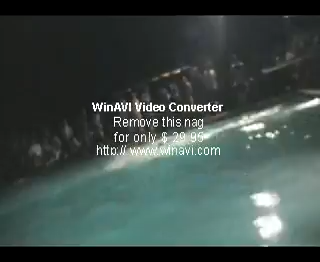 WinAVI Video Converter
Remove this nag
for only $ 29.95
http://www.winavi.com